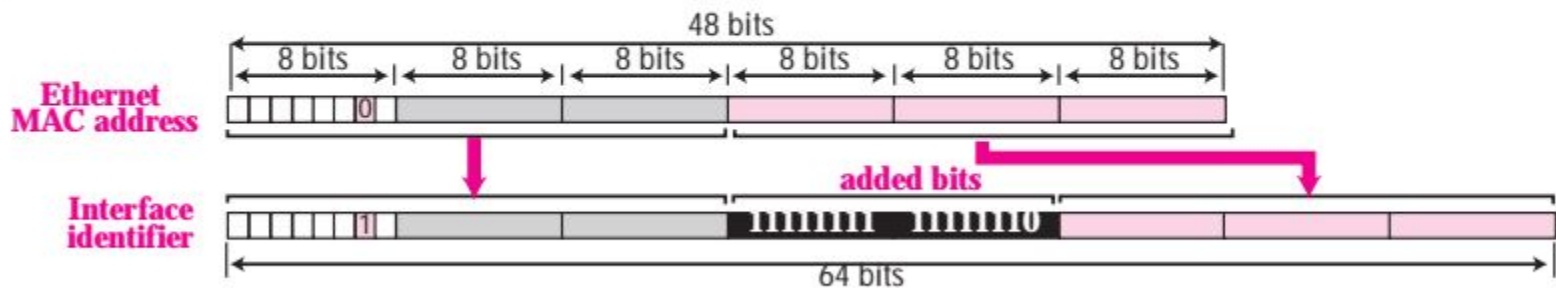 48 bits
8 bits 8 bits 8 bits 8 bits 8 bits 8 bits
Ethernet
MAC address
0
added bits
Interface
identifier
1 11111111 11111110
64 bits